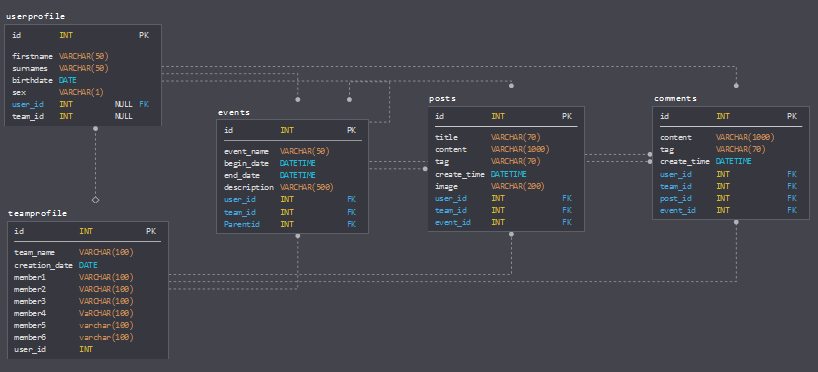 userprofile
id INT PK
firstname VARCHAR(50)
surnames VARCHAR(50)
birthdate DATE
sex VARCHAR(1)
user_id INT NULL FK
team_id INT NULL
events
id INT PK
event_name VARCHAR(50)
begin_date DATETIME
end_date DATETIME
description VARCHAR(500)
user_id INT FK
team_id INT FK
Parentid INT FK
posts
id INT PK
title VARCHAR(70)
content VARCHAR(1000)
tag VARCHAR(70)
create_time DATETIME
image VARCHAR(200)
user_id INT FK
team_id INT FK
event_id INT FK
comments
id INT PK
content VARCHAR(1000)
tag VARCHAR(70)
create_time DATETIME
user_id INT FK
team_id INT FK
post_id INT FK
event_id INT FK
teamprofile
id INT PK
team_name VARCHAR(100)
creation_date DATE
member1 VARCHAR(100)
member2 VARCHAR(100)
member3 VARCHAR(100)
member4 VaRCHAR(100)
member5 varchar(100)
member6 varchar(100)
user_id INT